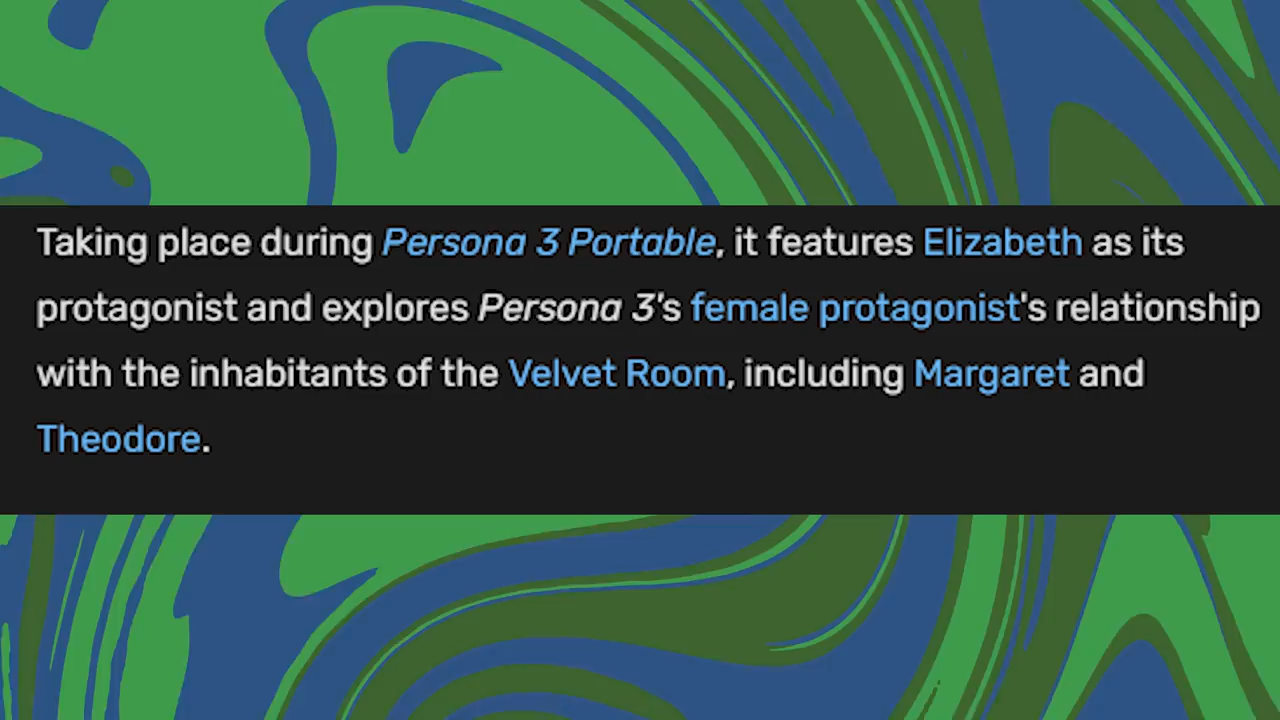 Taking place during Persona 3 Portable, it features Elizabeth as its
protagonist and explores Persona 3's female protagonist's relationship
with the inhabitants of the Velvet Room, including Margaret and
Theodore.